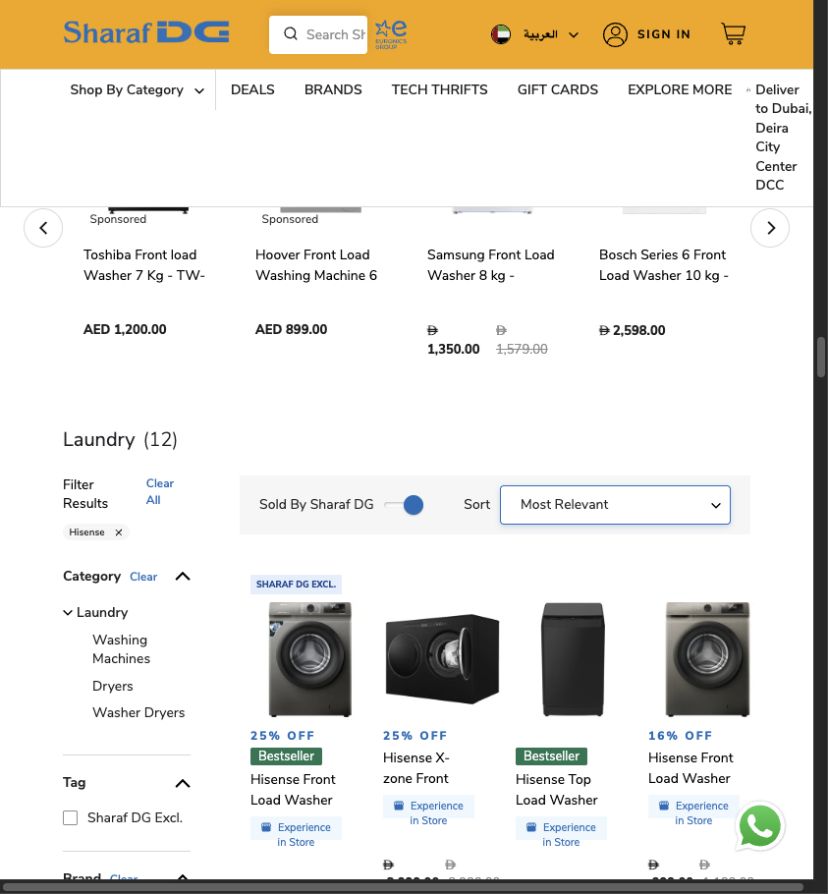 Sharaf DG
Search Sh
e
EURONICS
GROUP
العربية
SIGN IN
Shop By Category
DEALS
BRANDS
TECH THRIFTS
GIFT CARDS
EXPLORE MORE
Deliver
to Dubai,
Deira
City
Center
DCC
Sponsored
Sponsored
Toshiba Front load
Washer 7 Kg - TW-
Hoover Front Load
Washing Machine 6
Samsung Front Load
Washer 8 kg -
Bosch Series 6 Front
Load Washer 10 kg -
AED 1,200.00
AED 899.00
1,350.00
1,579.00
2,598.00
Laundry (12)
Filter
Results
Clear
All
Hisense ✕
Sold By Sharaf DG
Sort
Most Relevant
Category Clear
Laundry
Washing
Machines
Dryers
Washer Dryers
Tag
Sharaf DG Excl.
Brand Clear
SHARAF DG EXCL.
25% OFF
Bestseller
Hisense Front
Load Washer
Experience
in Store
25% OFF
Hisense X-
zone Front
Experience
in Store
Bestseller
Hisense Top
Load Washer
Experience
in Store
16% OFF
Hisense Front
Load Washer
Experience
in Store